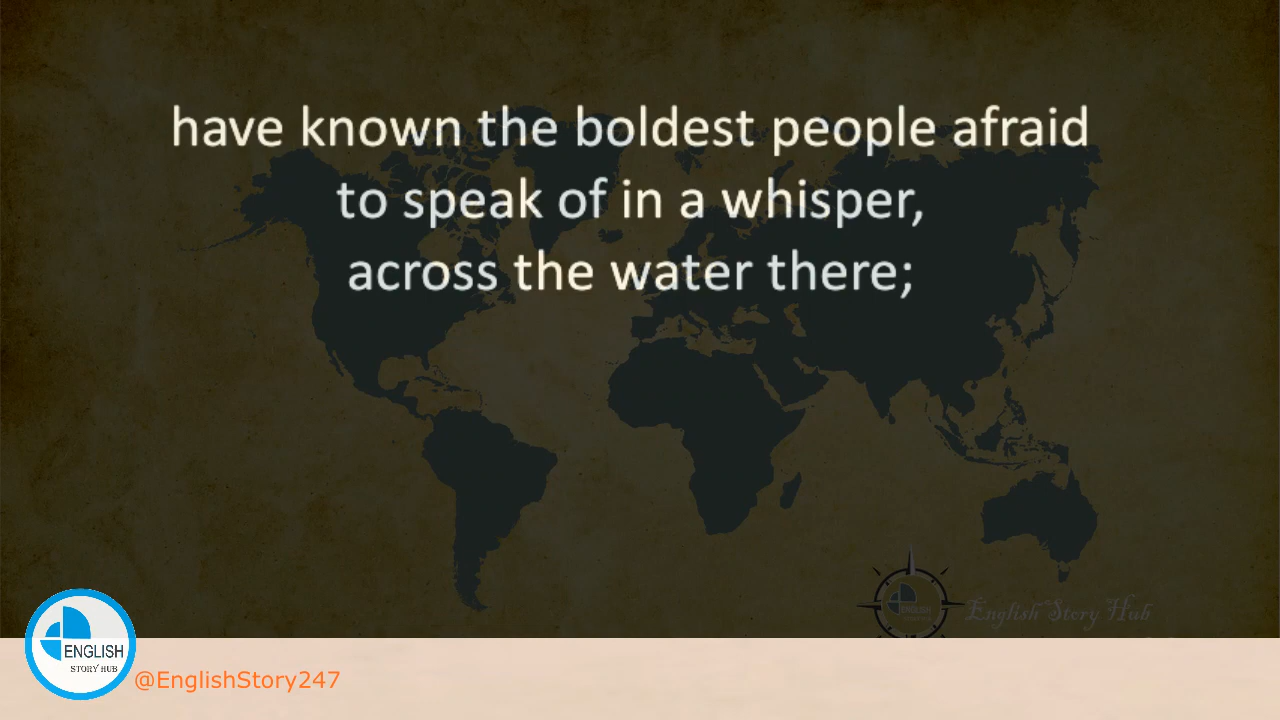 have known the boldest people afraid
to speak of in a whisper,
across the water there;
English Story Hub
ENGLISH
STORY HUB
@EnglishStory247